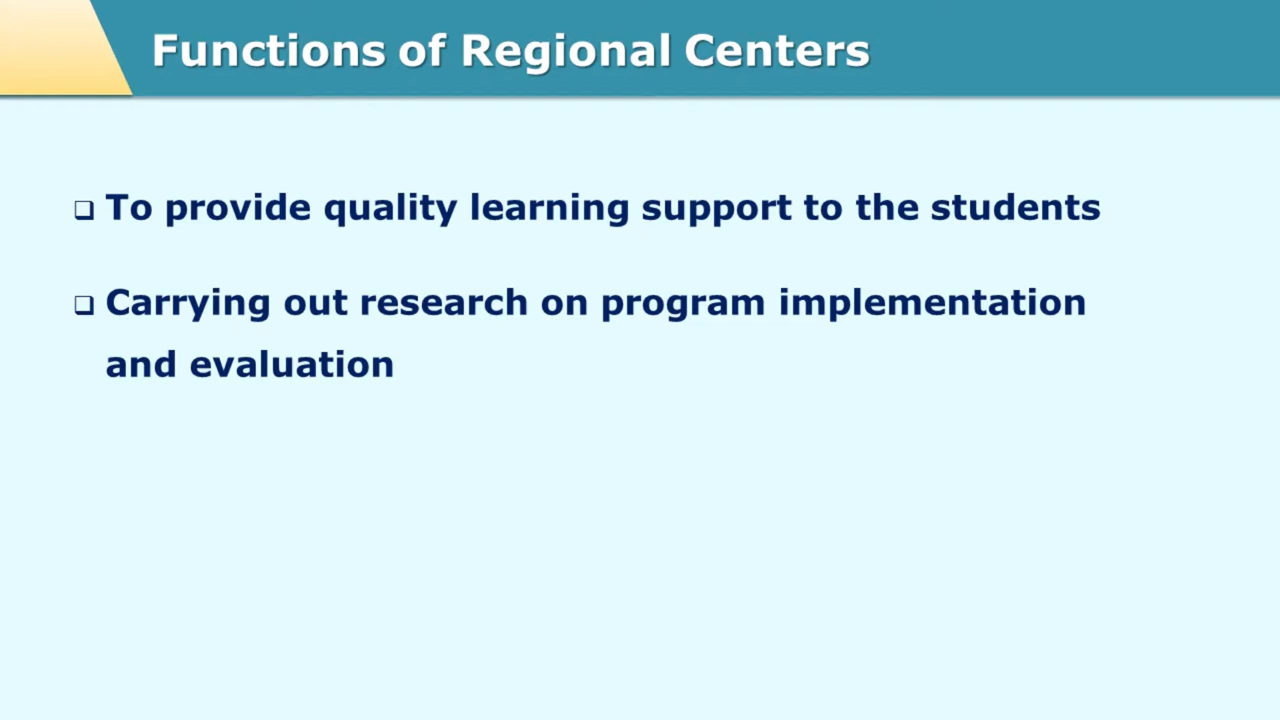 Functions of Regional Centers
❑ To provide quality learning support to the students
❑ Carrying out research on program implementation
and evaluation